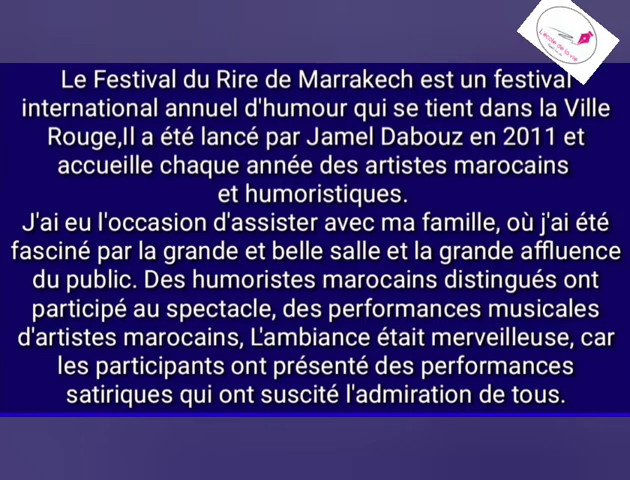 L'école de la vie
Le Festival du Rire de Marrakech est un festival
international annuel d'humour qui se tient dans la Ville
Rouge,Il a été lancé par Jamel Dabouz en 2011 et
accueille chaque année des artistes marocains
et humoristiques.
J'ai eu l'occasion d'assister avec ma famille, où j'ai été
fasciné par la grande et belle salle et la grande affluence
du public. Des humoristes marocains distingués ont
participé au spectacle, des performances musicales
d'artistes marocains, L'ambiance était merveilleuse, car
les participants ont présenté des performances
satiriques qui ont suscité l'admiration de tous.